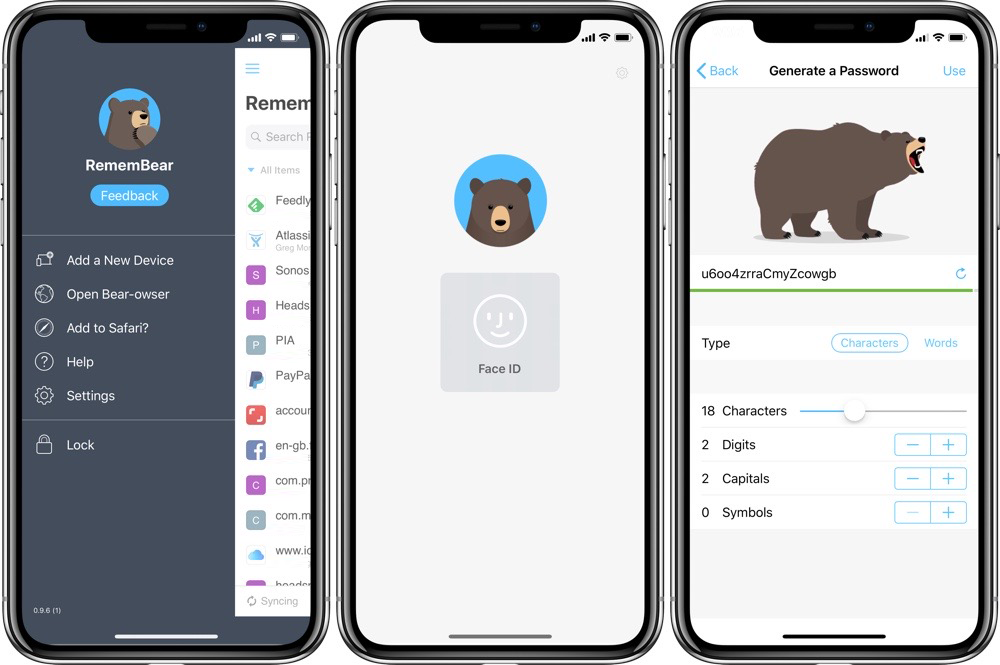 RememBear
Feedback
Add a New Device
Open Bear-owser
Add to Safari?
Help
Settings
Lock
0.9.6 (1)
Remem
Search
All Items
Feedly
Atlassi
Greg Mo
Sonos
S
Heads
H
PIA
P
PayPa
accour
en-gb.
com.pr
C
com.m
C
www.ic
headsp
Syncing
Face ID
Back
Generate a Password
Use
u6oo4zrraCmyZcowgb
Type
Characters
Words
18 Characters
2 Digits
2 Capitals
0 Symbols